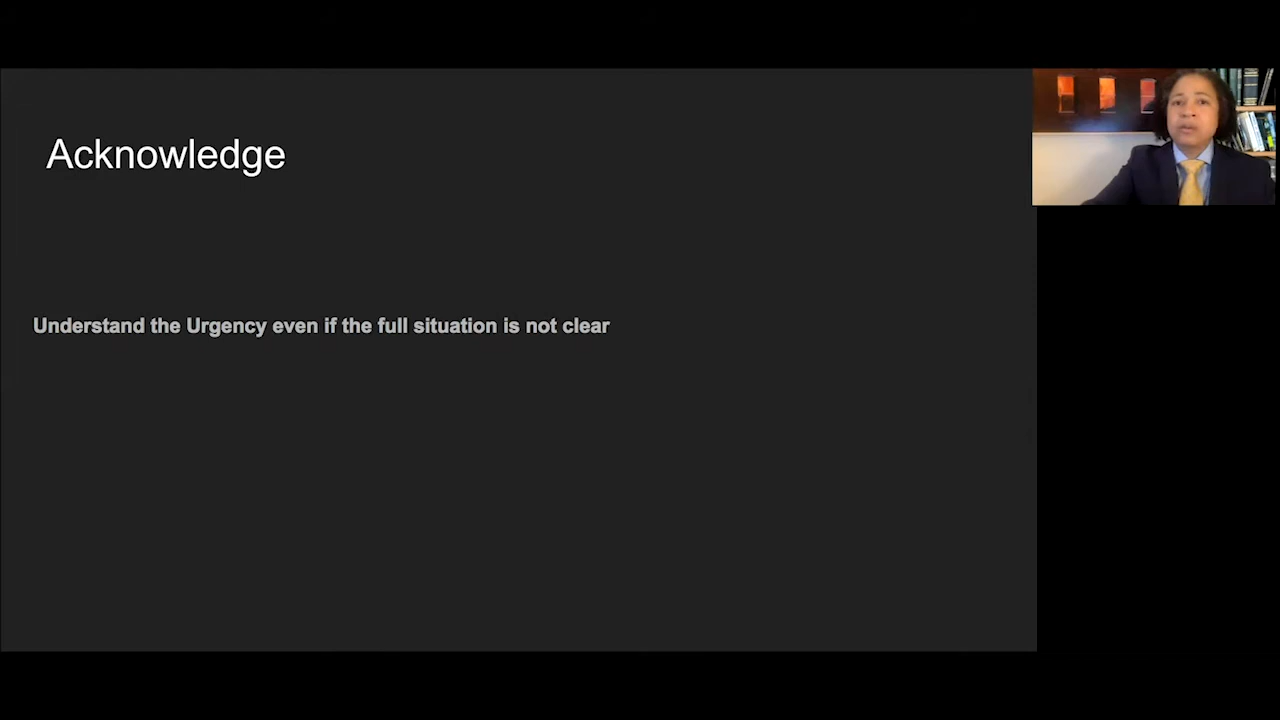 Acknowledge
Understand the Urgency even if the full situation is not clear